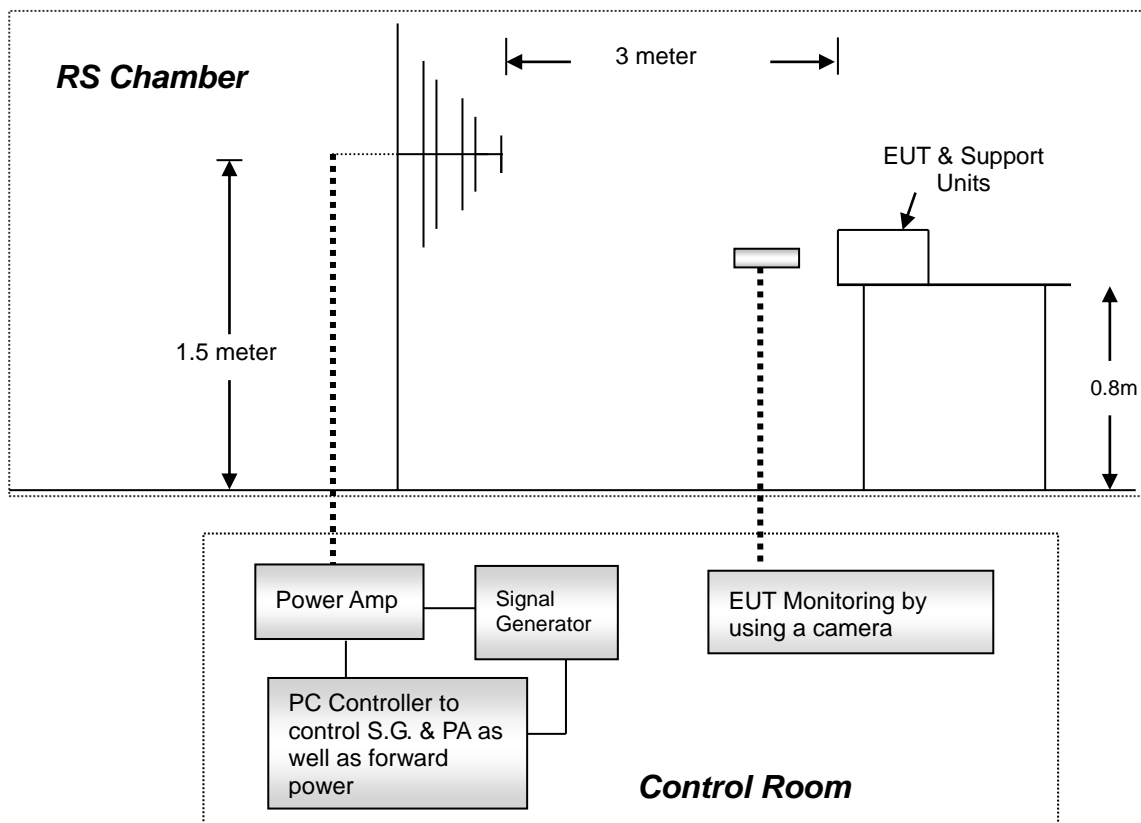 RS Chamber
3 meter
EUT & Support
Units
1.5 meter
0.8m
Power Amp
Signal
Generator
EUT Monitoring by
using a camera
PC Controller to
control S.G. & PA as
well as forward
power
Control Room